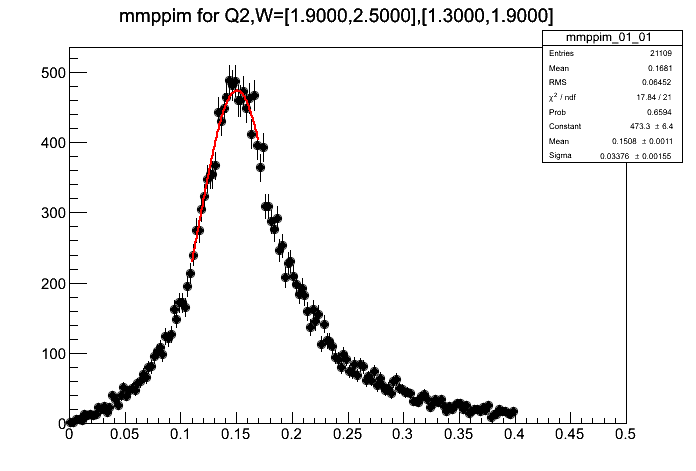 mmppim for Q2,W=[1.9000,2.5000],[1.3000,1.9000]
mmppim_01_01
Entries 21109
Mean 0.1681
RMS 0.06452
χ² / ndf 17.84 / 21
Prob 0.6594
Constant 473.3 ± 6.4
Mean 0.1508 ± 0.0011
Sigma 0.03376 ± 0.00155
500
400
300
200
100
0
0 0.05 0.1 0.15 0.2 0.25 0.3 0.35 0.4 0.45 0.5